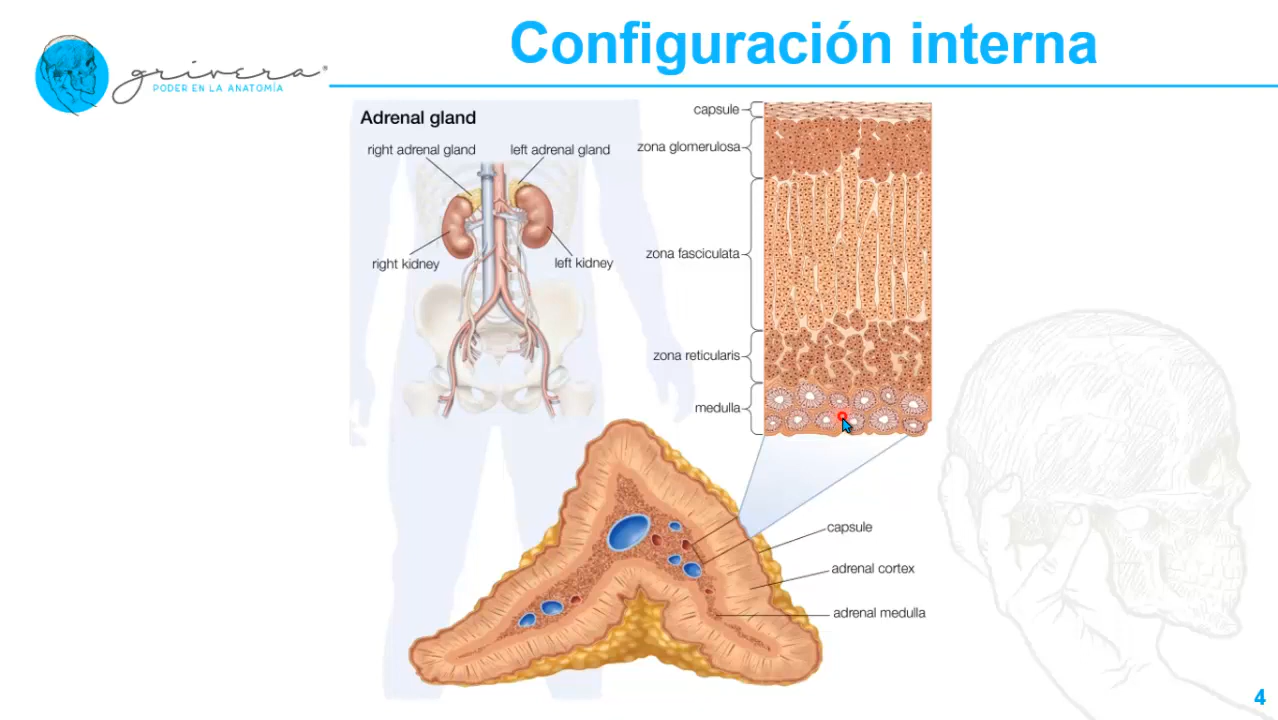 Configuración interna
grivera®
PODER EN LA ANATOMÍA
Adrenal gland
right adrenal gland
left adrenal gland
right kidney
left kidney
capsule
zona glomerulosa
zona fasciculata
zona reticularis
medulla
capsule
adrenal cortex
adrenal medulla
4